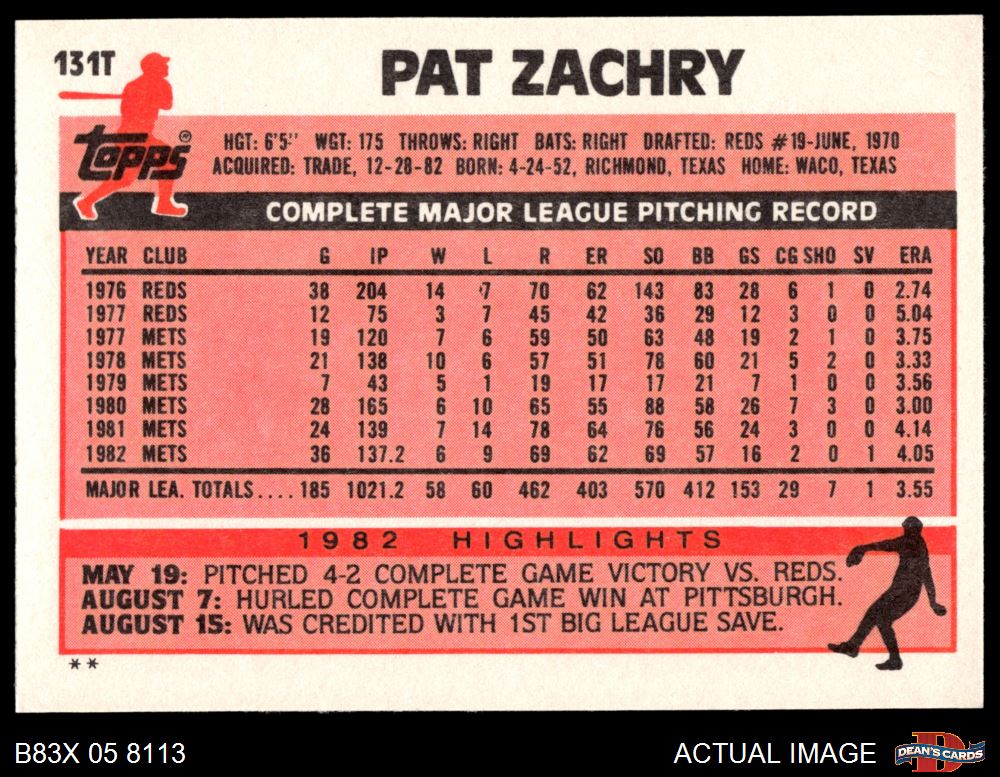 131T
PAT ZACHRY
topps®
HGT: 6'5" WGT: 175 THROWS: RIGHT BATS: RIGHT DRAFTED: REDS #19-JUNE, 1970
ACQUIRED: TRADE, 12-28-82 BORN: 4-24-52, RICHMOND, TEXAS HOME: WACO, TEXAS
COMPLETE MAJOR LEAGUE PITCHING RECORD
YEAR CLUB G IP W L R ER SO BB GS CG SHO SV ERA
1976 REDS 38 204 14 7 70 62 143 83 28 6 1 0 2.74
1977 REDS 12 75 3 7 45 42 36 29 12 3 0 0 5.04
1977 METS 19 120 7 6 59 50 63 48 19 2 1 0 3.75
1978 METS 21 138 10 6 57 51 78 60 21 5 2 0 3.33
1979 METS 7 43 5 1 19 17 17 21 7 1 0 0 3.56
1980 METS 28 165 6 10 65 55 88 58 26 7 3 0 3.00
1981 METS 24 139 7 14 78 64 76 56 24 3 0 0 4.14
1982 METS 36 137.2 6 9 69 62 69 57 16 2 0 1 4.05
MAJOR LEA. TOTALS.... 185 1021.2 58 60 462 403 570 412 153 29 7 1 3.55
1982 HIGHLIGHTS
MAY 19: PITCHED 4-2 COMPLETE GAME VICTORY VS. REDS.
AUGUST 7: HURLED COMPLETE GAME WIN AT PITTSBURGH.
AUGUST 15: WAS CREDITED WITH 1ST BIG LEAGUE SAVE.
**
B83X 05 8113
ACTUAL IMAGE
D
DEAN'S CARDS